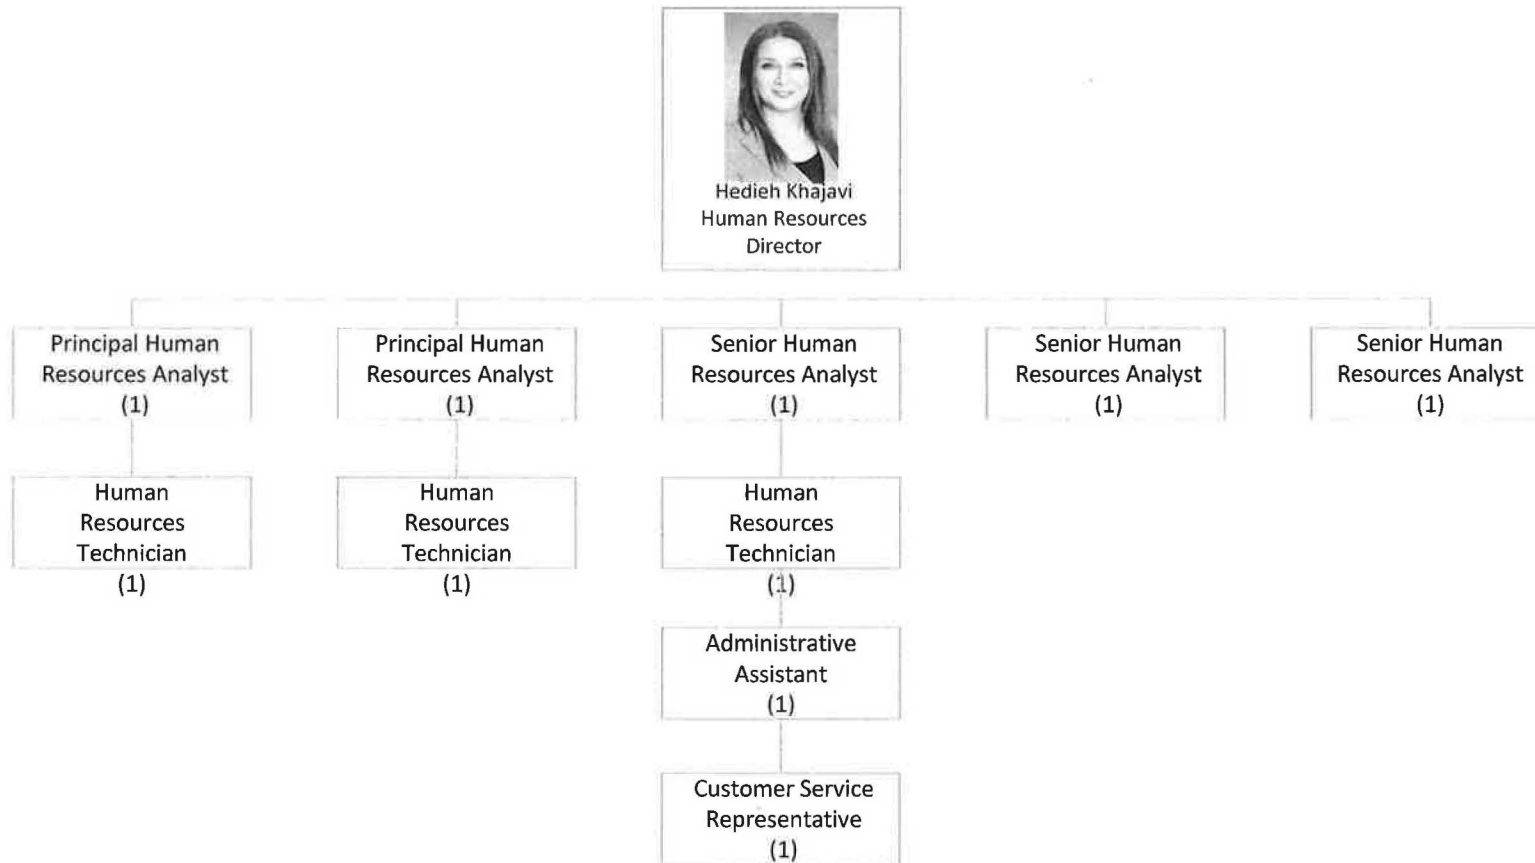 Hedieh Khajavi
Human Resources
Director
Principal Human
Resources Analyst
(1)
Principal Human
Resources Analyst
(1)
Senior Human
Resources Analyst
(1)
Senior Human
Resources Analyst
(1)
Senior Human
Resources Analyst
(1)
Human
Resources
Technician
(1)
Human
Resources
Technician
(1)
Human
Resources
Technician
(1)
Administrative
Assistant
(1)
Customer Service
Representative
(1)